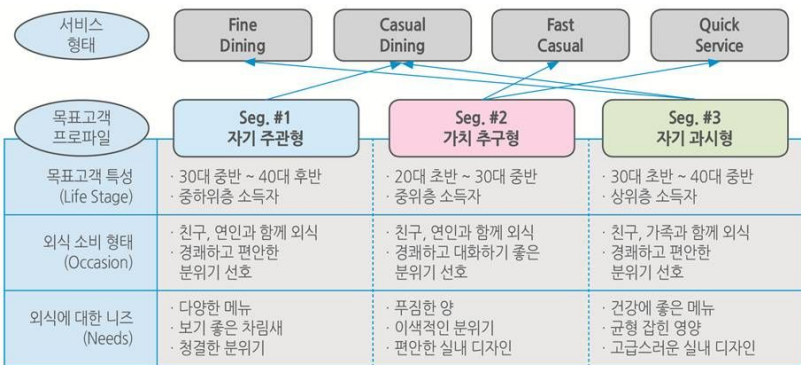 서비스
형태
Fine
Dining
Casual
Dining
Fast
Casual
Quick
Service
목표고객
프로파일
Seg. #1
자기 주관형
Seg. #2
가치 추구형
Seg. #3
자기 과시형
목표고객 특성
(Life Stage)
· 30대 중반 ~ 40대 후반
· 중하위층 소득자
· 20대 초반 ~ 30대 중반
· 중위층 소득자
· 30대 초반 ~ 40대 중반
· 상위층 소득자
외식 소비 형태
(Occasion)
· 친구, 연인과 함께 외식
· 경쾌하고 편안한
분위기 선호
· 친구, 연인과 함께 외식
· 경쾌하고 대화하기 좋은
분위기 선호
· 친구, 가족과 함께 외식
· 경쾌하고 편안한
분위기 선호
외식에 대한 니즈
(Needs)
· 다양한 메뉴
· 보기 좋은 차림새
· 청결한 분위기
· 푸짐한 양
· 이색적인 분위기
· 편안한 실내 디자인
· 건강에 좋은 메뉴
· 균형 잡힌 영양
· 고급스러운 실내 디자인